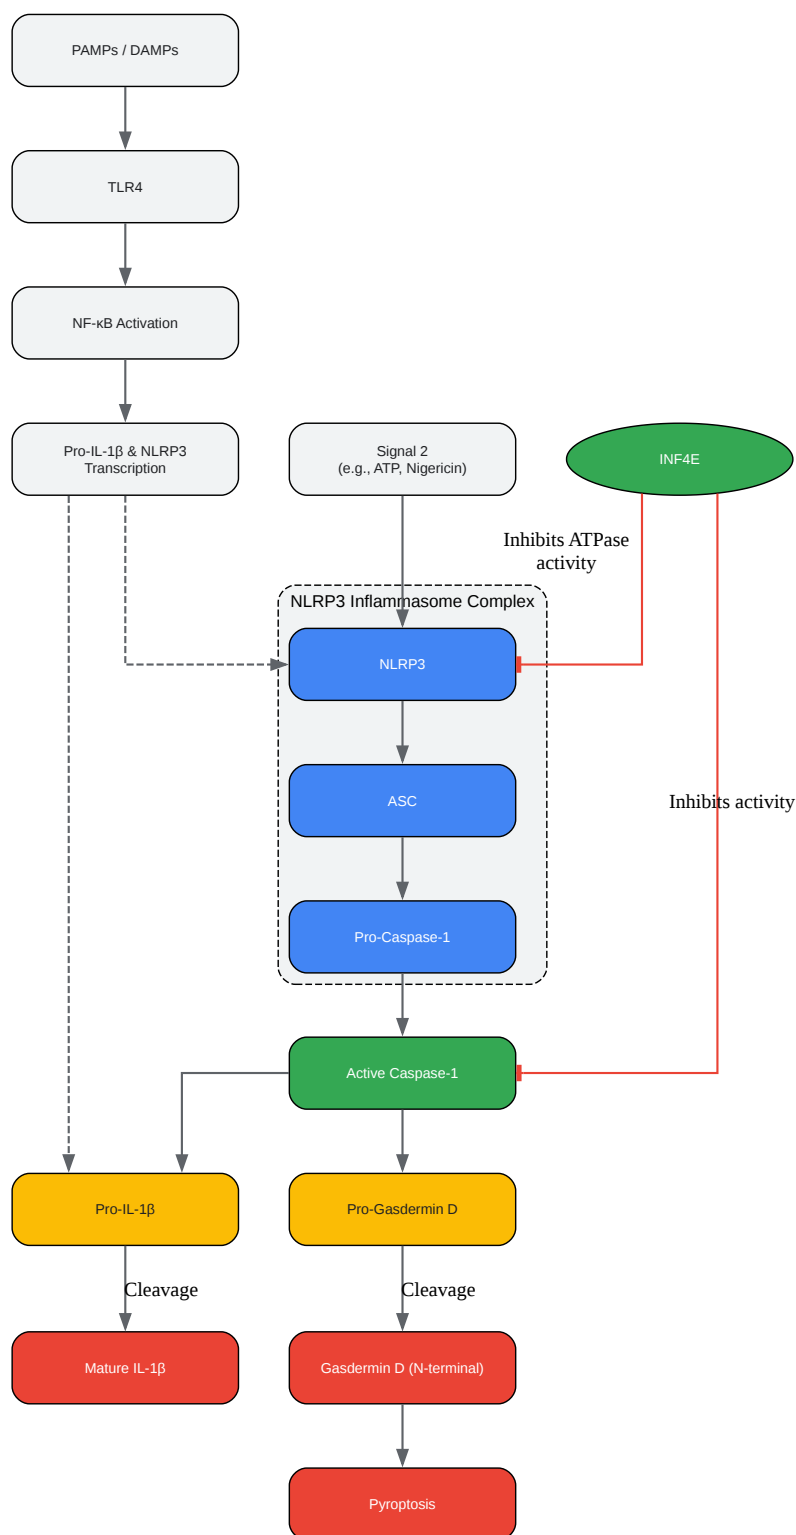 PAMPs / DAMPs
TLR4
NF-κB Activation
Pro-IL-1β & NLRP3
Transcription
Signal 2
(e.g., ATP, Nigericin)
INF4E
Inhibits ATPase
activity
NLRP3 Inflammasome Complex
NLRP3
ASC
Inhibits activity
Pro-Caspase-1
Active Caspase-1
Pro-IL-1β
Pro-Gasdermin D
Cleavage
Cleavage
Mature IL-1β
Gasdermin D (N-terminal)
Pyroptosis